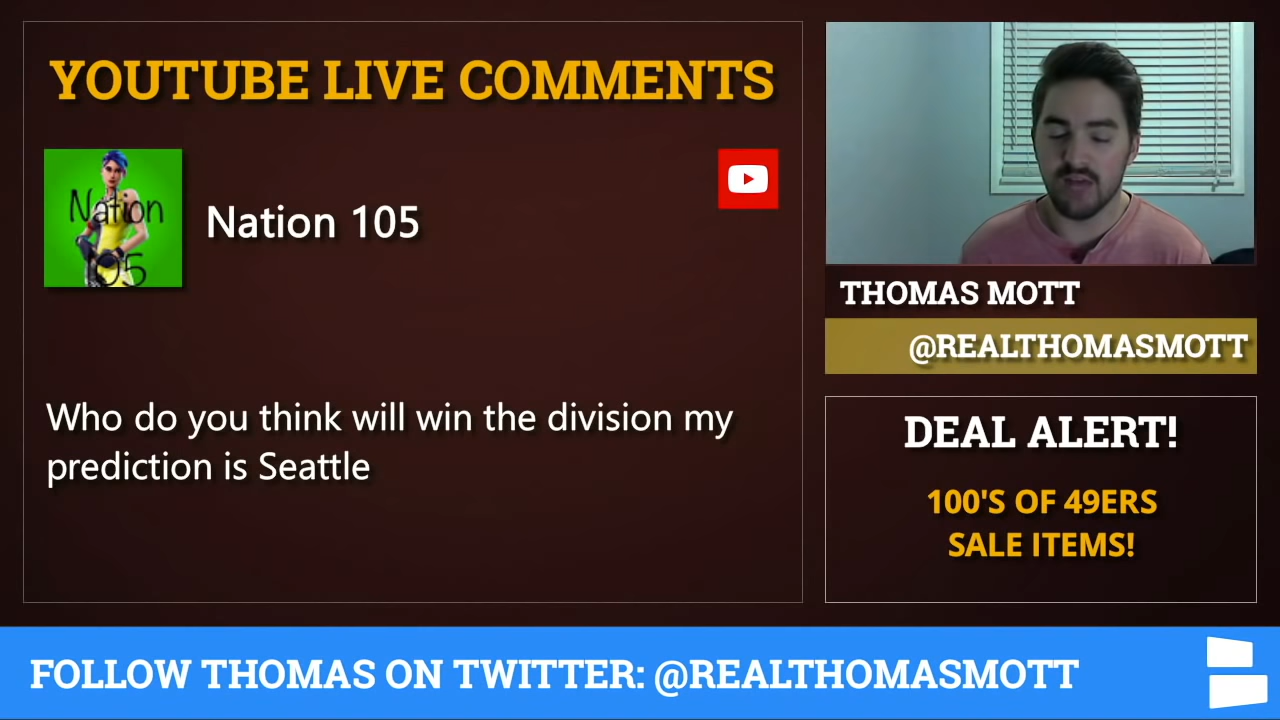 YOUTUBE LIVE COMMENTS
Nation
105
Nation 105
Who do you think will win the division my
prediction is Seattle
THOMAS MOTT
@REALTHOMASMOTT
DEAL ALERT!
100'S OF 49ERS
SALE ITEMS!
FOLLOW THOMAS ON TWITTER: @REALTHOMASMOTT